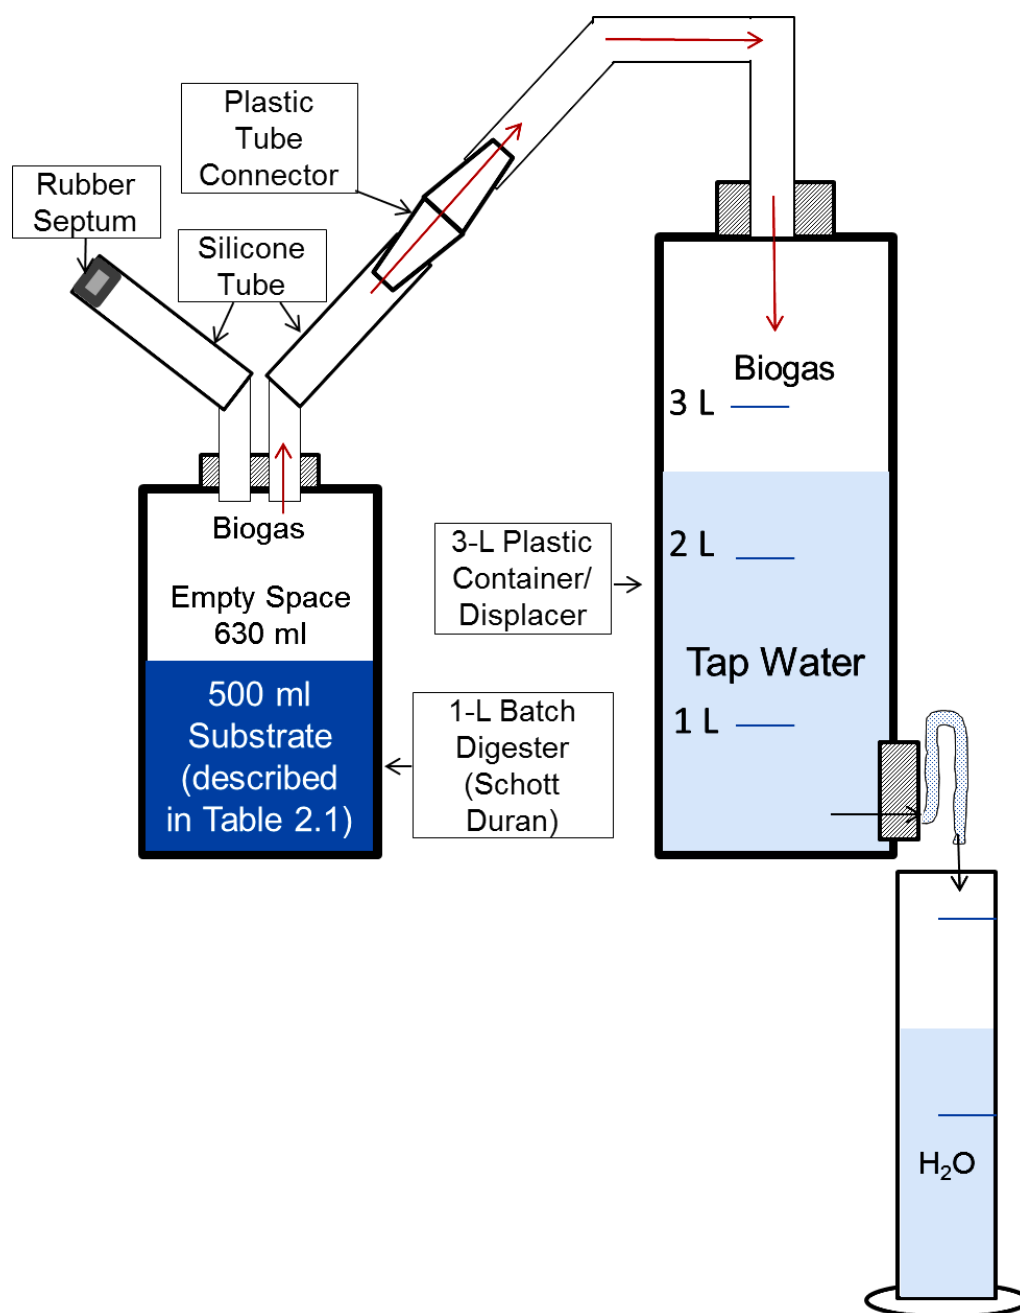 Plastic
Tube
Connector
Rubber
Septum
Silicone
Tube
Biogas
3 L
Biogas
Empty Space
630 ml
3-L Plastic
Container/
Displacer
2 L
Tap Water
500 ml
Substrate
(described
in Table 2.1)
1-L Batch
Digester
(Schott
Duran)
1 L
H₂O